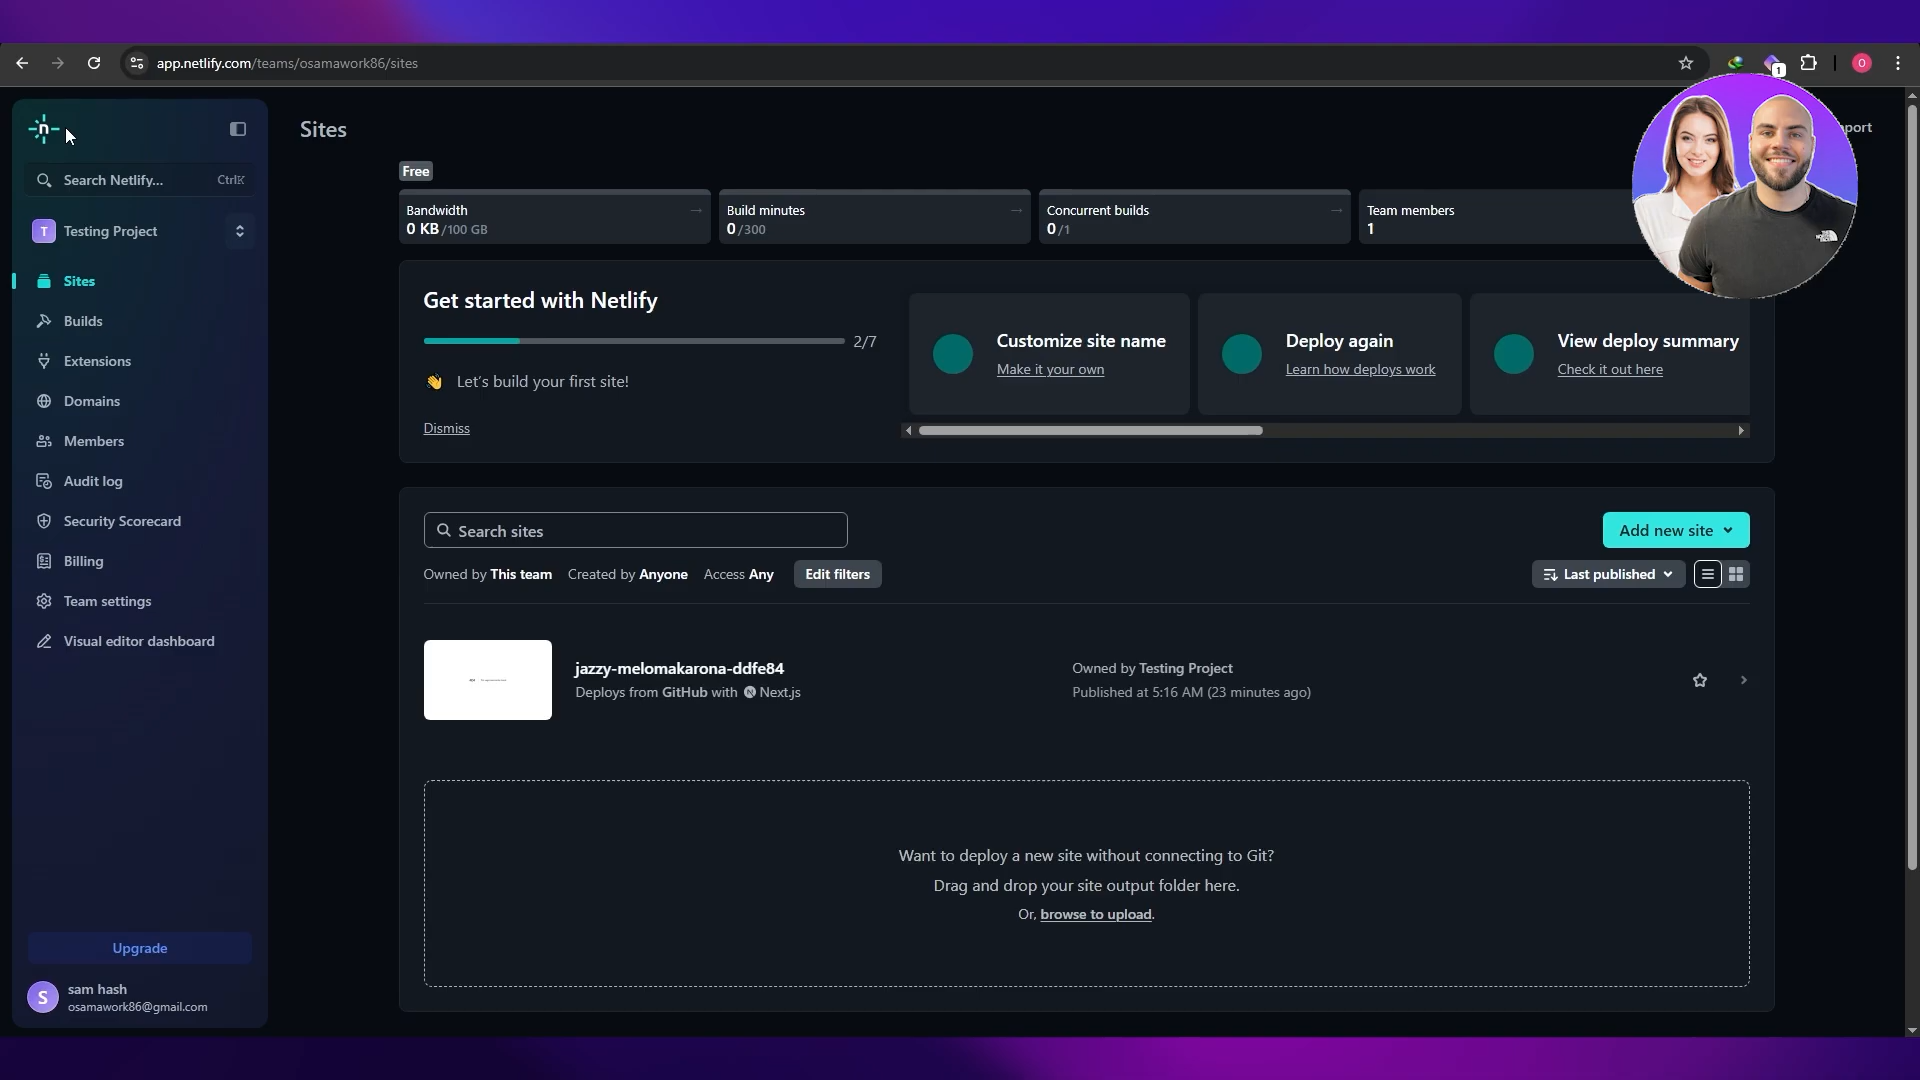 app.netlify.com/teams/osamawork86/sites
1
O
n
Search Netlify...
CtrlK
T
Testing Project
Sites
Builds
Extensions
Domains
Members
Audit log
Security Scorecard
Billing
Team settings
Visual editor dashboard
Upgrade
S
sam hash
osamawork86@gmail.com
Sites
port
Free
Bandwidth
0 KB/100 GB
Build minutes
0/300
Concurrent builds
0/1
Team members
1
Get started with Netlify
2/7
👋 Let's build your first site!
Dismiss
Customize site name
Make it your own
Deploy again
Learn how deploys work
View deploy summary
Check it out here
Search sites
Add new site
Owned by This team Created by Anyone Access Any Edit filters
Last published
jazzy-melomakarona-ddfe84
Deploys from GitHub with N Next.js
Owned by Testing Project
Published at 5:16 AM (23 minutes ago)
Want to deploy a new site without connecting to Git?
Drag and drop your site output folder here.
Or, browse to upload.